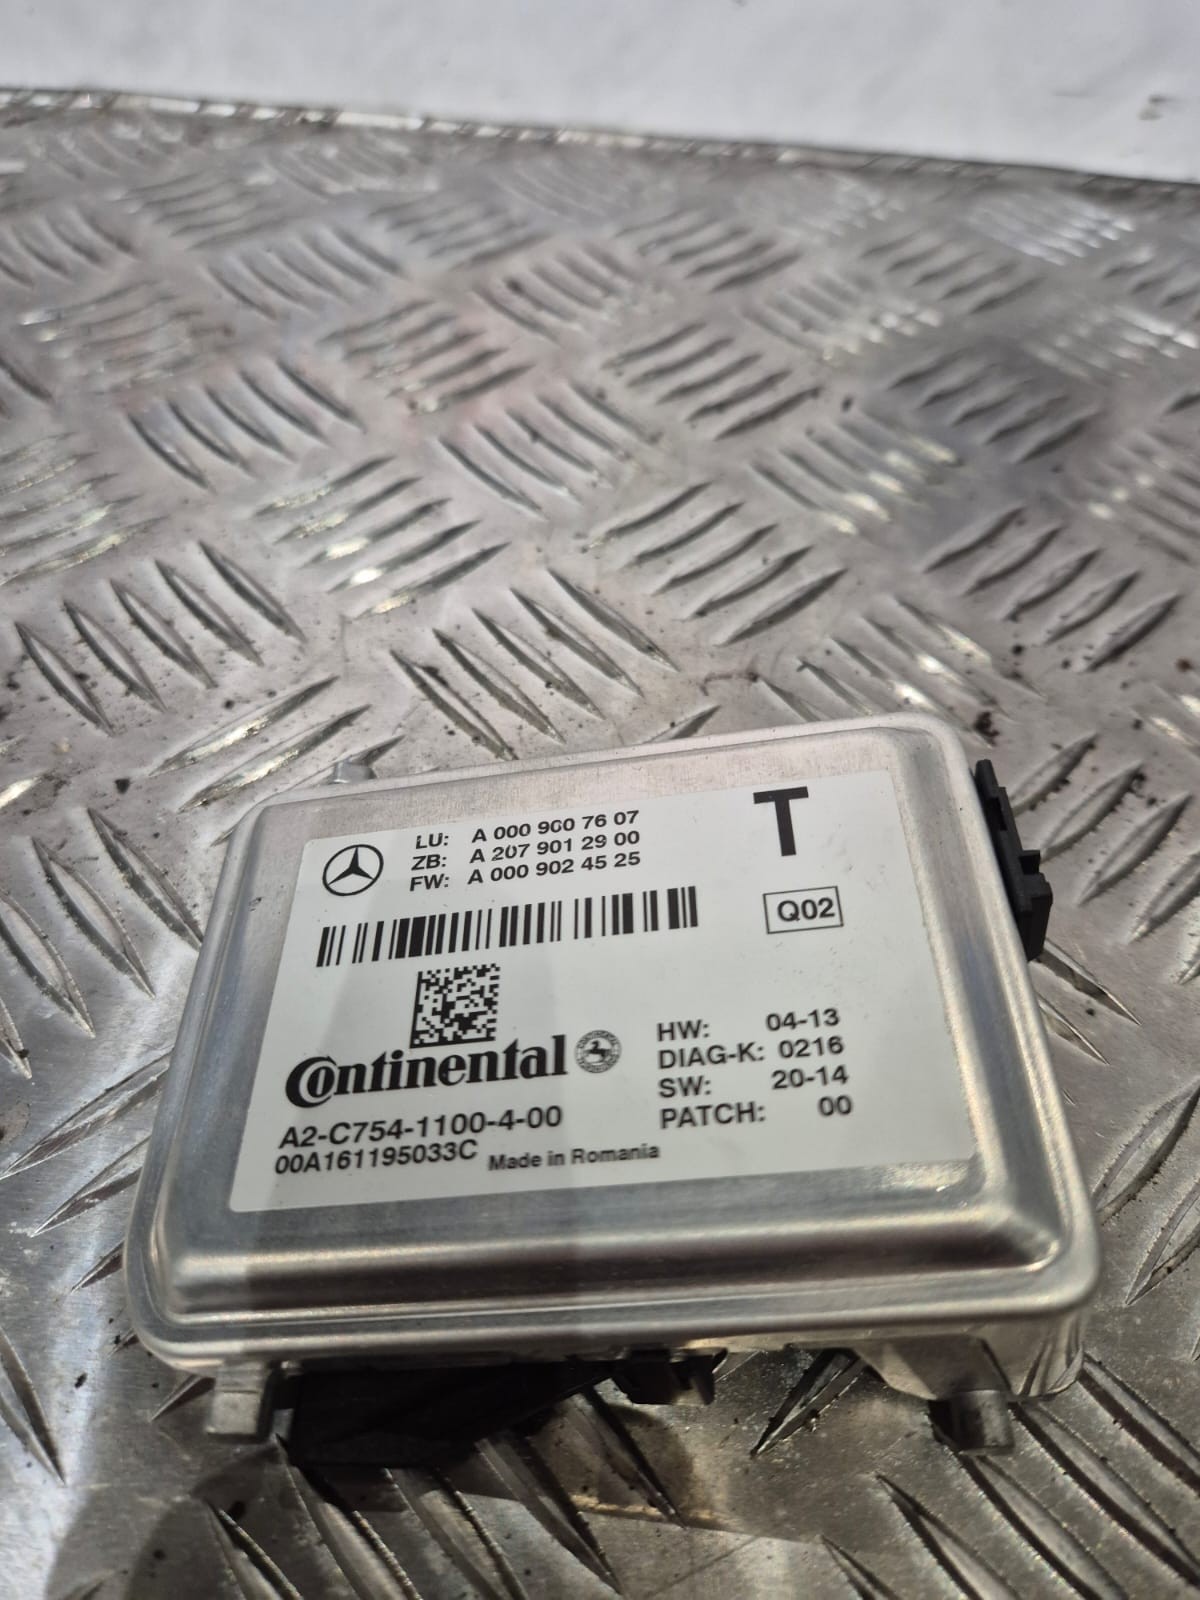 LU: A 000 900 76 07
ZB: A 207 901 29 00
FW: A 000 902 45 25
T
Q02
Continental
HW: 04-13
DIAG-K: 0216
SW: 20-14
PATCH: 00
A2-C754-1100-4-00
00A161195033C Made in Romania